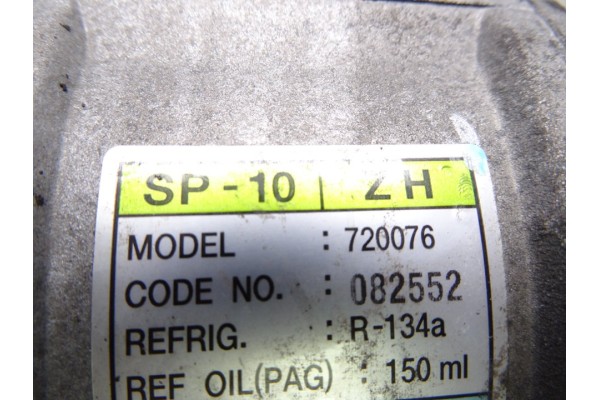 SP-10 ZH
MODEL : 720076
CODE NO. : 082552
REFRIG. : R-134a
REF OIL(PAG) : 150 ml